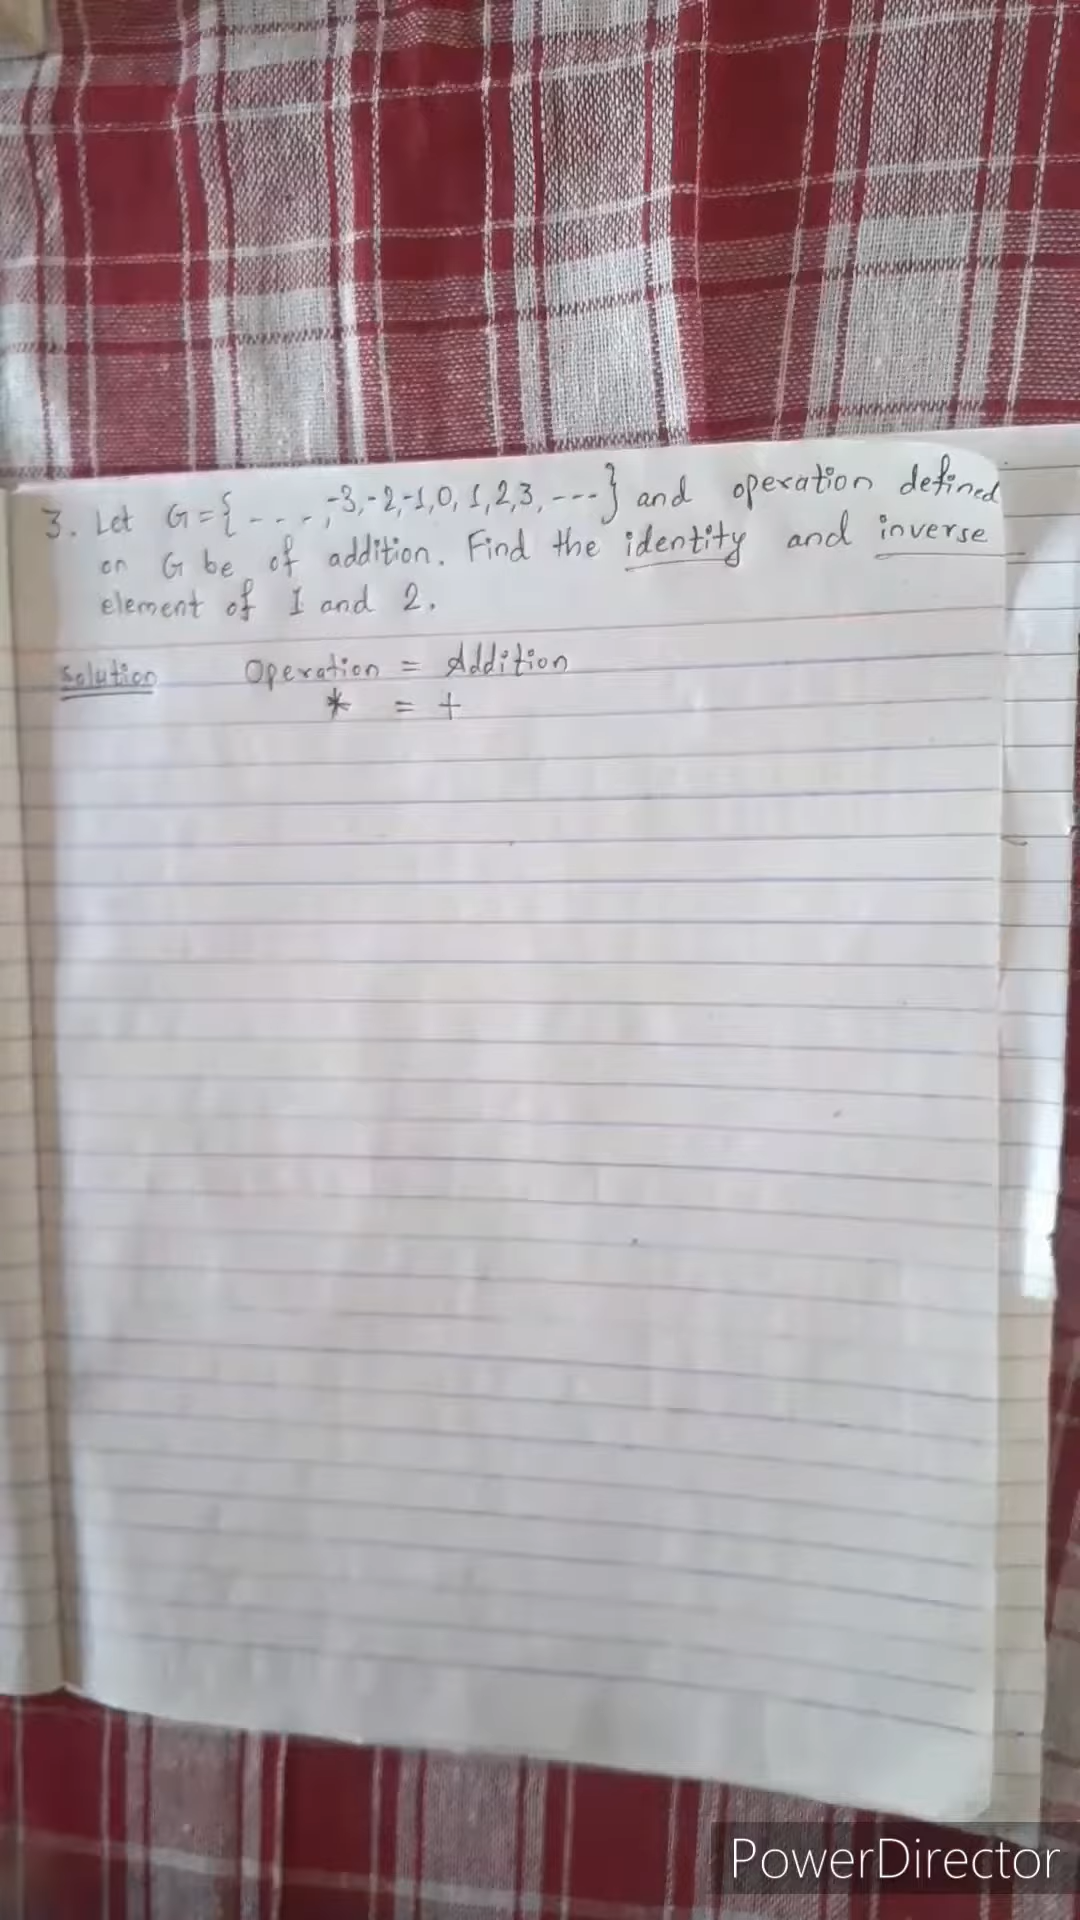 3. Let G={ - - - ,-3,-2,-1,0,1,2,3, ---} and operation defined
on G be of addition. Find the identity and inverse
element of 1 and 2.
Solution Operation = Addition
* = +
PowerDirector